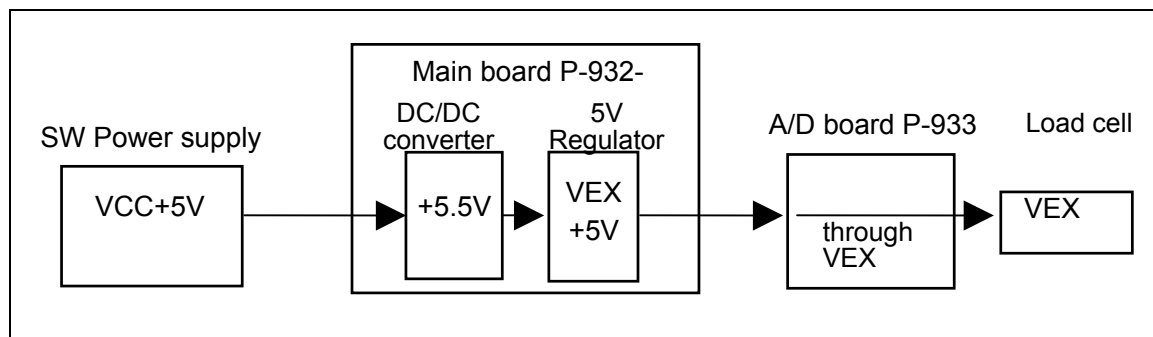 Main board P-932-
DC/DC
converter
5V
Regulator
A/D board P-933
Load cell
SW Power supply
VCC+5V
+5.5V
VEX
+5V
through
VEX
VEX